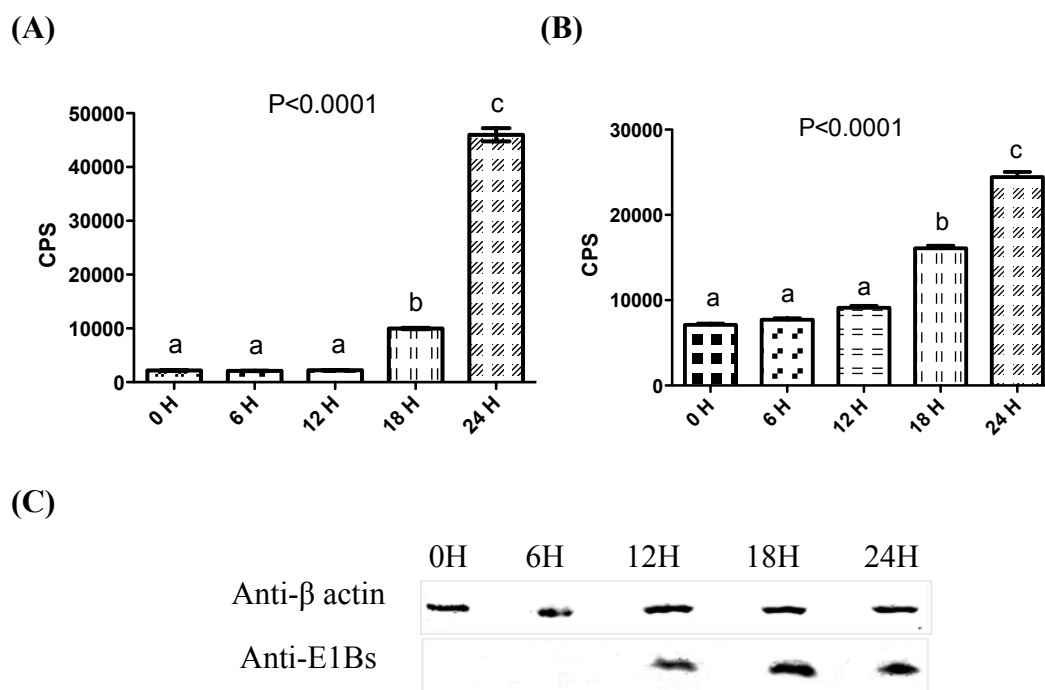 (A)
(B)
P<0.0001
c
50000
40000
30000
20000
10000
0
CPS
a
a
a
b
0 H
6 H
12 H
18 H
24 H
P<0.0001
c
30000
20000
10000
0
CPS
a
a
a
b
0 H
6 H
12 H
18 H
24 H
(C)
0H 6H 12H 18H 24H
Anti-β actin
Anti-E1Bs